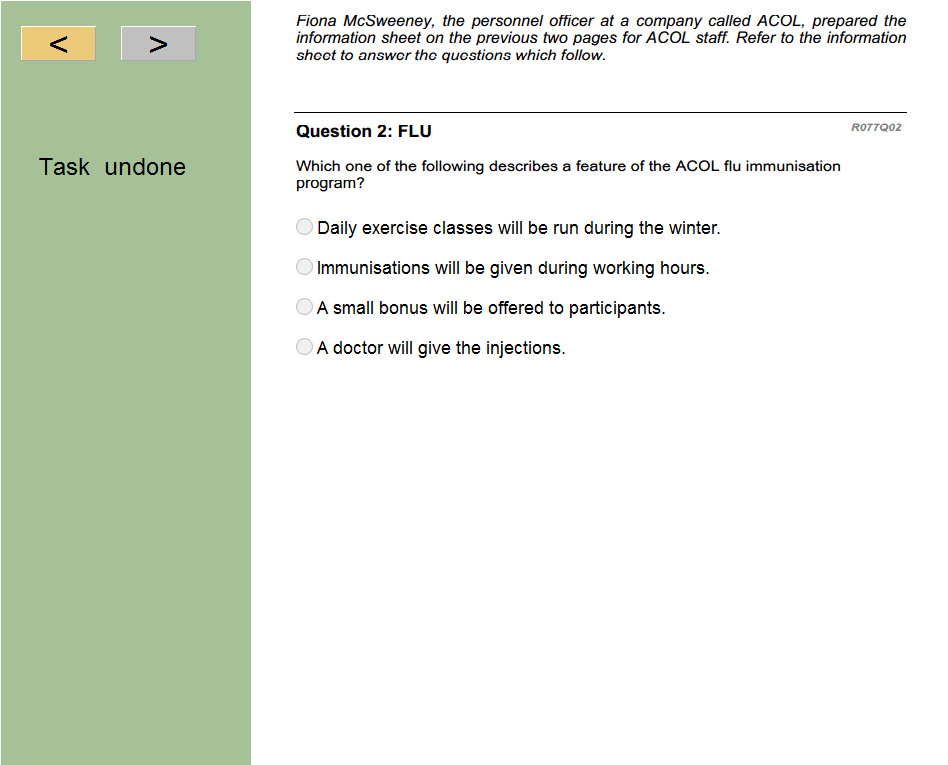 <
>
Task undone
Fiona McSweeney, the personnel officer at a company called ACOL, prepared the
information sheet on the previous two pages for ACOL staff. Refer to the information
sheet to answer the questions which follow.
Question 2: FLU
R077Q02
Which one of the following describes a feature of the ACOL flu immunisation
program?
Daily exercise classes will be run during the winter.
Immunisations will be given during working hours.
A small bonus will be offered to participants.
A doctor will give the injections.